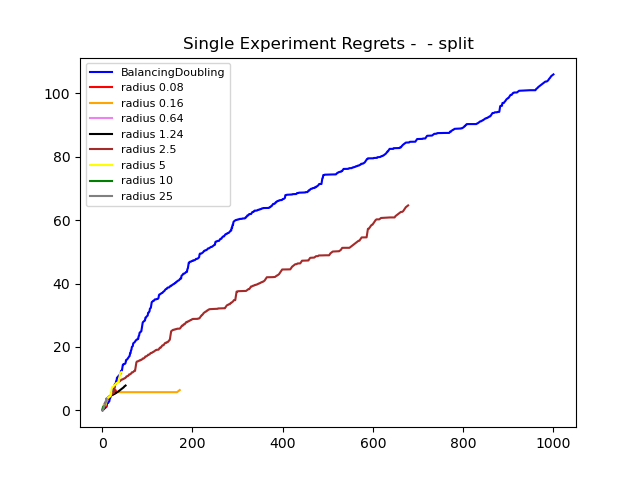 Single Experiment Regrets -  - split
BalancingDoubling
radius 0.08
radius 0.16
radius 0.64
radius 1.24
radius 2.5
radius 5
radius 10
radius 25
100
80
60
40
20
0
0 200 400 600 800 1000